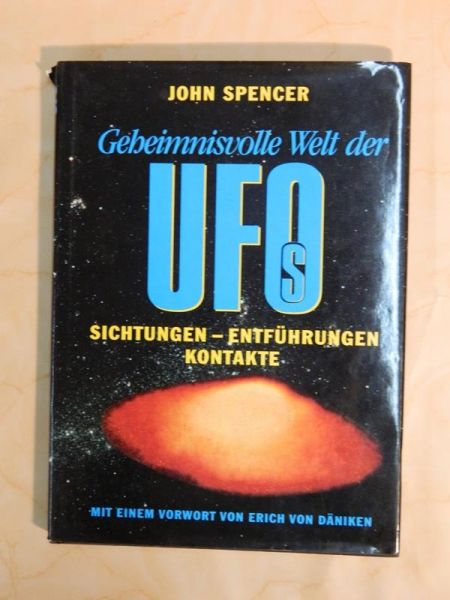 JOHN SPENCER
Geheimnisvolle Welt der
UFOs
SICHTUNGEN – ENTFÜHRUNGEN
KONTAKTE
MIT EINEM VORWORT VON ERICH VON DÄNIKEN